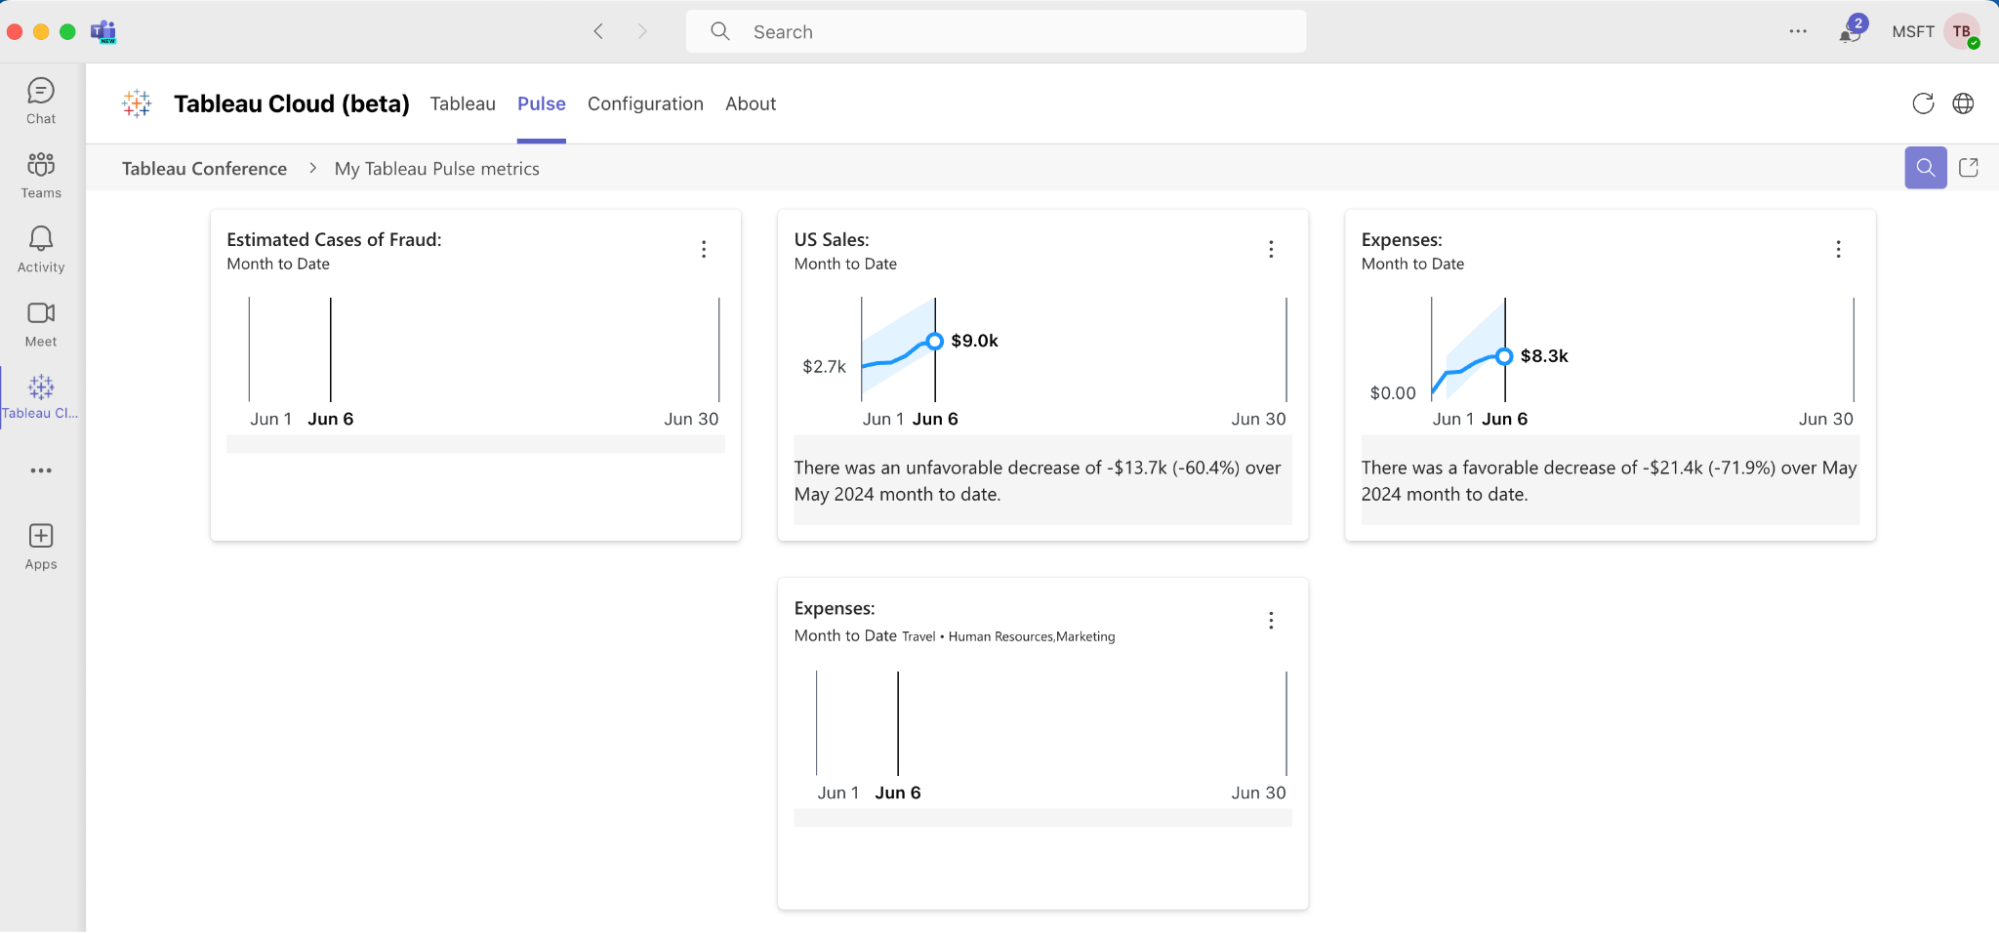 Search
2
MSFT
TB
NEW
Chat
Teams
Activity
Meet
Tableau Cl...
Apps
Tableau Cloud (beta)
Tableau
Pulse
Configuration
About
Tableau Conference
My Tableau Pulse metrics
Estimated Cases of Fraud:
Month to Date
Jun 1
Jun 6
Jun 30
US Sales:
Month to Date
$9.0k
$2.7k
Jun 1
Jun 6
Jun 30
There was an unfavorable decrease of -$13.7k (-60.4%) over
May 2024 month to date.
Expenses:
Month to Date
$8.3k
$0.00
Jun 1
Jun 6
Jun 30
There was a favorable decrease of -$21.4k (-71.9%) over May
2024 month to date.
Expenses:
Month to Date Travel • Human Resources,Marketing
Jun 1
Jun 6
Jun 30